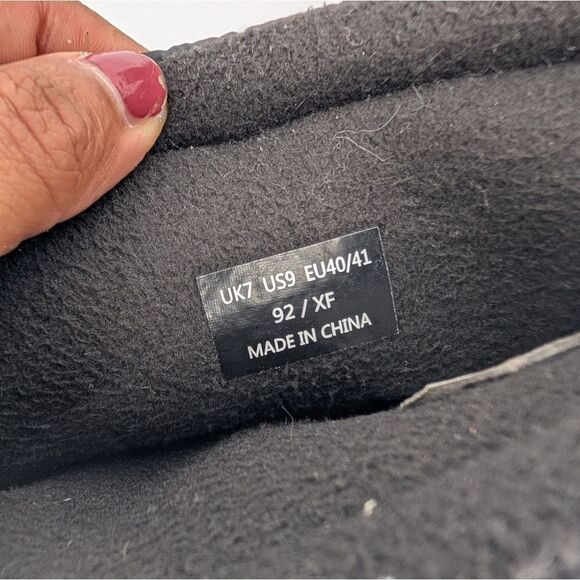 UK7 US9 EU40/41
92 / XF
MADE IN CHINA